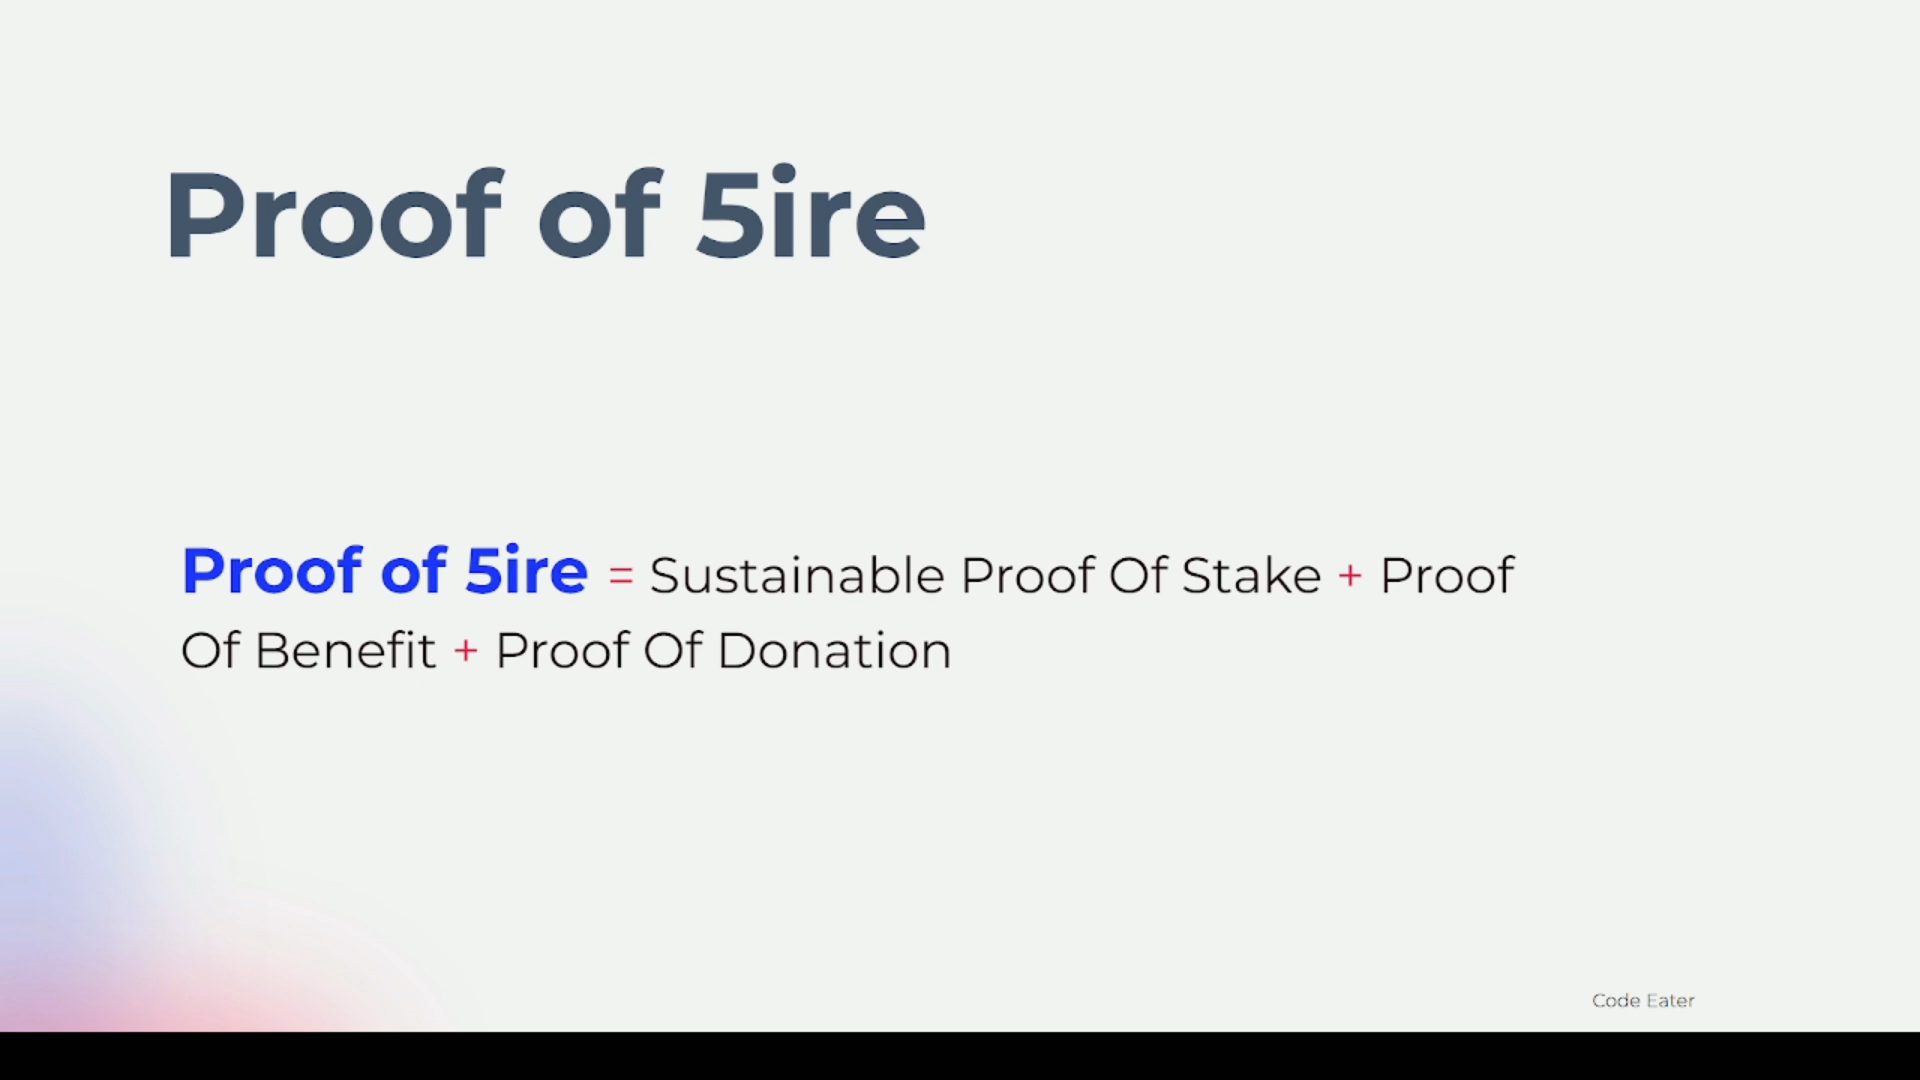 Proof of 5ire
Proof of 5ire = Sustainable Proof Of Stake + Proof
Of Benefit + Proof Of Donation
Code Eater